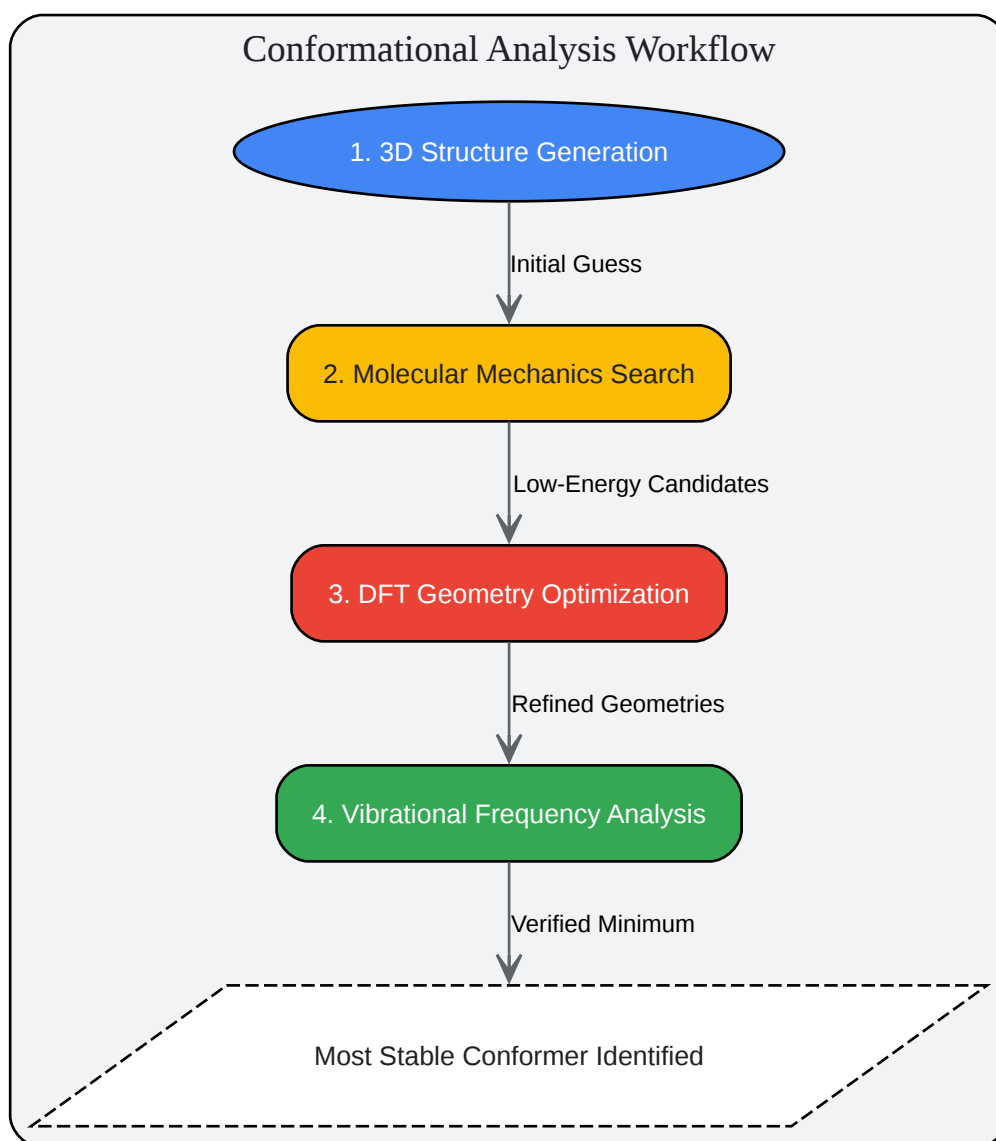 Conformational Analysis Workflow
1. 3D Structure Generation
Initial Guess
2. Molecular Mechanics Search
Low-Energy Candidates
3. DFT Geometry Optimization
Refined Geometries
4. Vibrational Frequency Analysis
Verified Minimum
Most Stable Conformer Identified